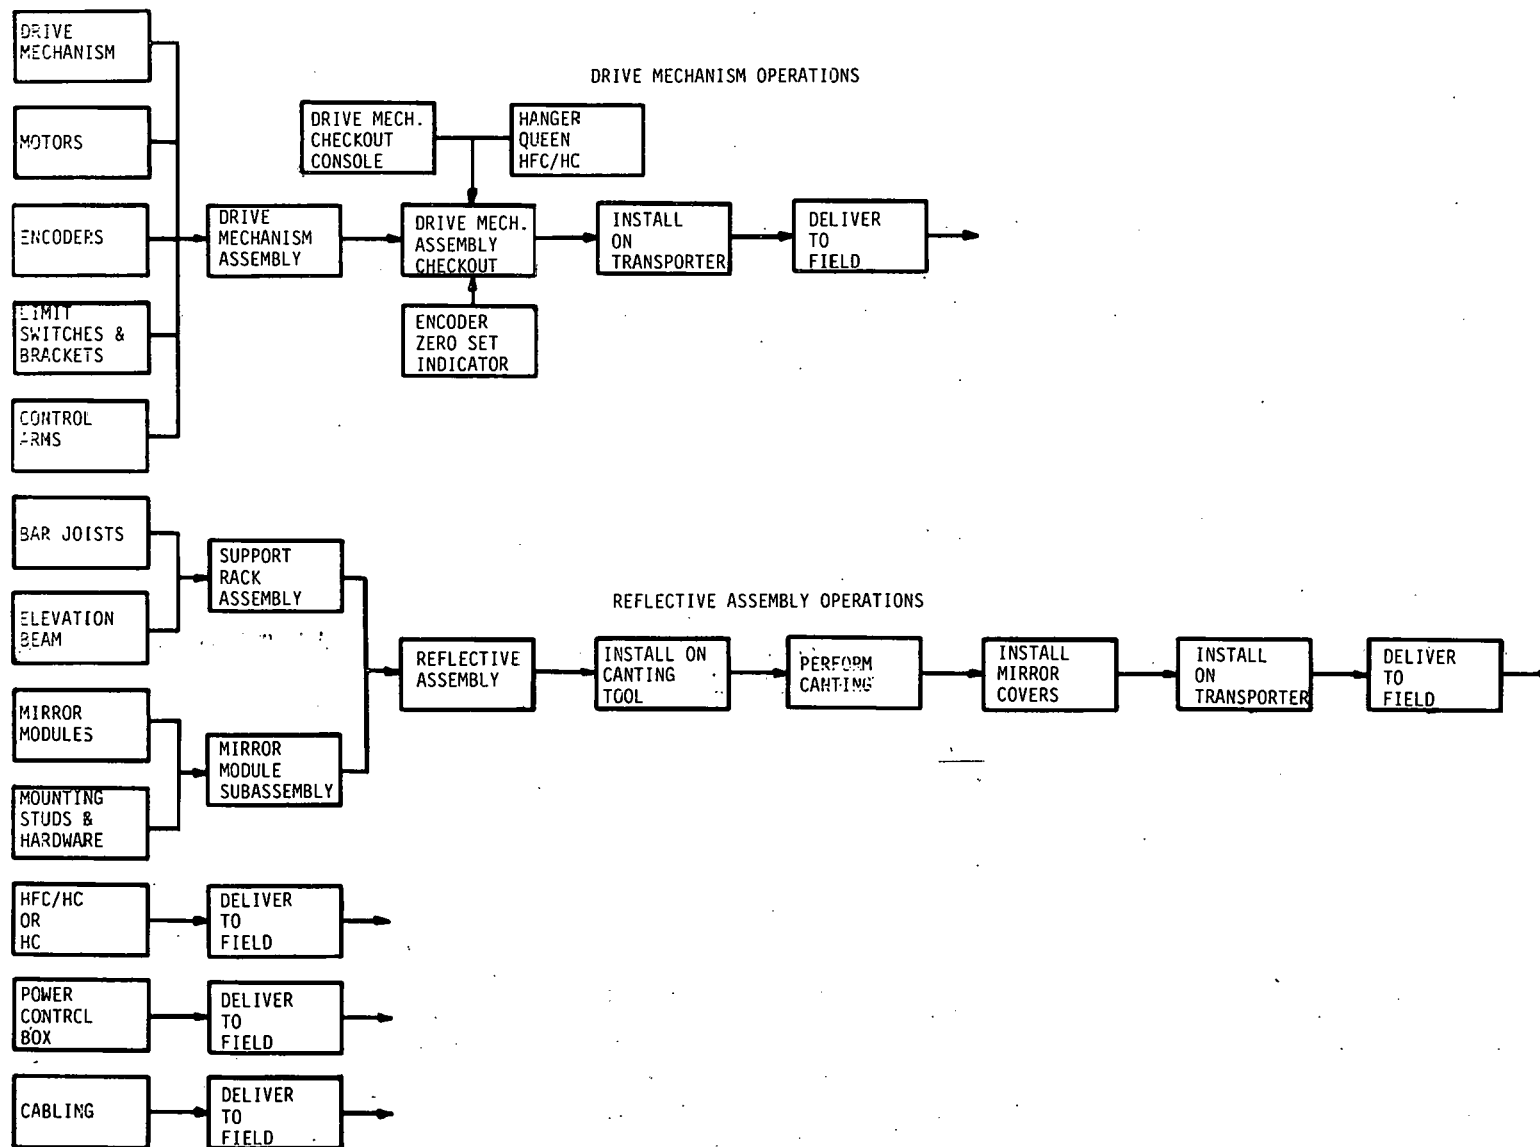 DRIVE
MECHANISM
MOTORS
ENCODERS
LIMIT
SWITCHES &
BRACKETS
CONTROL
ARMS
DRIVE MECHANISM OPERATIONS
DRIVE MECH.
CHECKOUT
CONSOLE
HANGER
QUEEN
HFC/HC
DRIVE
MECHANISM
ASSEMBLY
DRIVE MECH.
ASSEMBLY
CHECKOUT
INSTALL
ON
TRANSPORTER
DELIVER
TO
FIELD
ENCODER
ZERO SET
INDICATOR
BAR JOISTS
ELEVATION
BEAM
MIRROR
MODULES
MOUNTING
STUDS &
HARDWARE
SUPPORT
RACK
ASSEMBLY
MIRROR
MODULE
SUBASSEMBLY
REFLECTIVE ASSEMBLY OPERATIONS
REFLECTIVE
ASSEMBLY
INSTALL ON
CANTING
TOOL
PERFORM
CANTING
INSTALL
MIRROR
COVERS
INSTALL
ON
TRANSPORTER
DELIVER
TO
FIELD
HFC/HC
OR
HC
DELIVER
TO
FIELD
POWER
CONTROL
BOX
DELIVER
TO
FIELD
CABLING
DELIVER
TO
FIELD